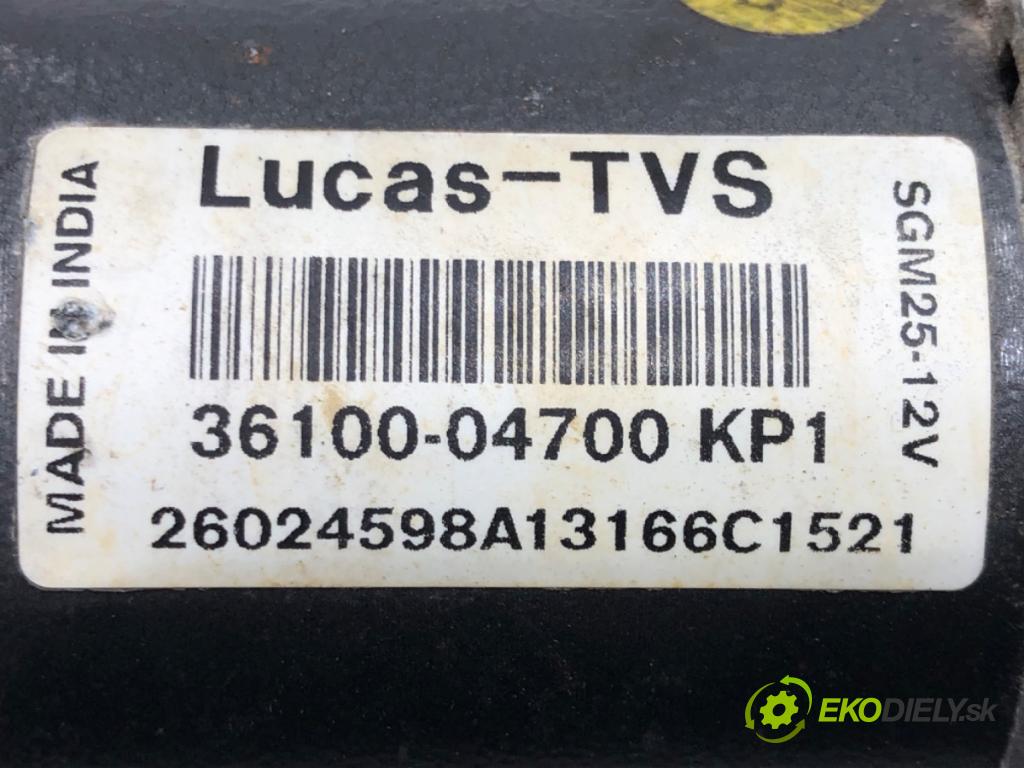 Lucas-TVS
MADE IN INDIA
SGM25-12V
36100-04700 KP1
26024598A13166C1521
EKODIELY.sk